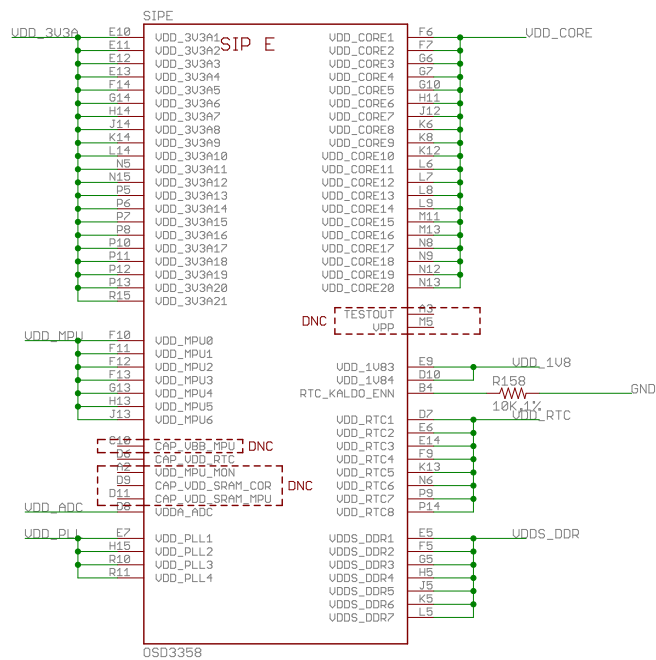 SIPE
SIP E
VDD_3V3A
E10 VDD_3V3A1
E11 VDD_3V3A2
E12 VDD_3V3A3
E13 VDD_3V3A4
F14 VDD_3V3A5
G14 VDD_3V3A6
H14 VDD_3V3A7
J14 VDD_3V3A8
K14 VDD_3V3A9
L14 VDD_3V3A10
N5 VDD_3V3A11
N15 VDD_3V3A12
P5 VDD_3V3A13
P6 VDD_3V3A14
P7 VDD_3V3A15
P8 VDD_3V3A16
P10 VDD_3V3A17
P11 VDD_3V3A18
P12 VDD_3V3A19
P13 VDD_3V3A20
R15 VDD_3V3A21
VDD_MPU
F10 VDD_MPU0
F11 VDD_MPU1
F12 VDD_MPU2
F13 VDD_MPU3
G13 VDD_MPU4
H13 VDD_MPU5
J13 VDD_MPU6
C10 CAP_VBB_MPU DNC
D6 CAP_VDD_RTC
A2 VDD_MPU_MON
D9 CAP_VDD_SRAM_COR DNC
D11 CAP_VDD_SRAM_MPU
VDD_ADC D8 VDDA_ADC
VDD_PLL
E7 VDD_PLL1
H15 VDD_PLL2
R10 VDD_PLL3
R11 VDD_PLL4
VDD_CORE1 F6 VDD_CORE
VDD_CORE2 F7
VDD_CORE3 G6
VDD_CORE4 G7
VDD_CORE5 G10
VDD_CORE6 H11
VDD_CORE7 J12
VDD_CORE8 K6
VDD_CORE9 K8
VDD_CORE10 K12
VDD_CORE11 L6
VDD_CORE12 L7
VDD_CORE13 L8
VDD_CORE14 L9
VDD_CORE15 M11
VDD_CORE16 M13
VDD_CORE17 N8
VDD_CORE18 N9
VDD_CORE19 N12
VDD_CORE20 N13
DNC TESTOUT A3
VPP M5
VDD_1V83 E9 VDD_1V8
VDD_1V84 D10
RTC_KALDO_ENN B4 R158 GND
10K,1%
VDD_RTC1 D7 VDD_RTC
VDD_RTC2 E6
VDD_RTC3 E14
VDD_RTC4 F9
VDD_RTC5 K13
VDD_RTC6 N6
VDD_RTC7 P9
VDD_RTC8 P14
VDDS_DDR1 E5 VDDS_DDR
VDDS_DDR2 F5
VDDS_DDR3 G5
VDDS_DDR4 H5
VDDS_DDR5 J5
VDDS_DDR6 K5
VDDS_DDR7 L5
OSD3358